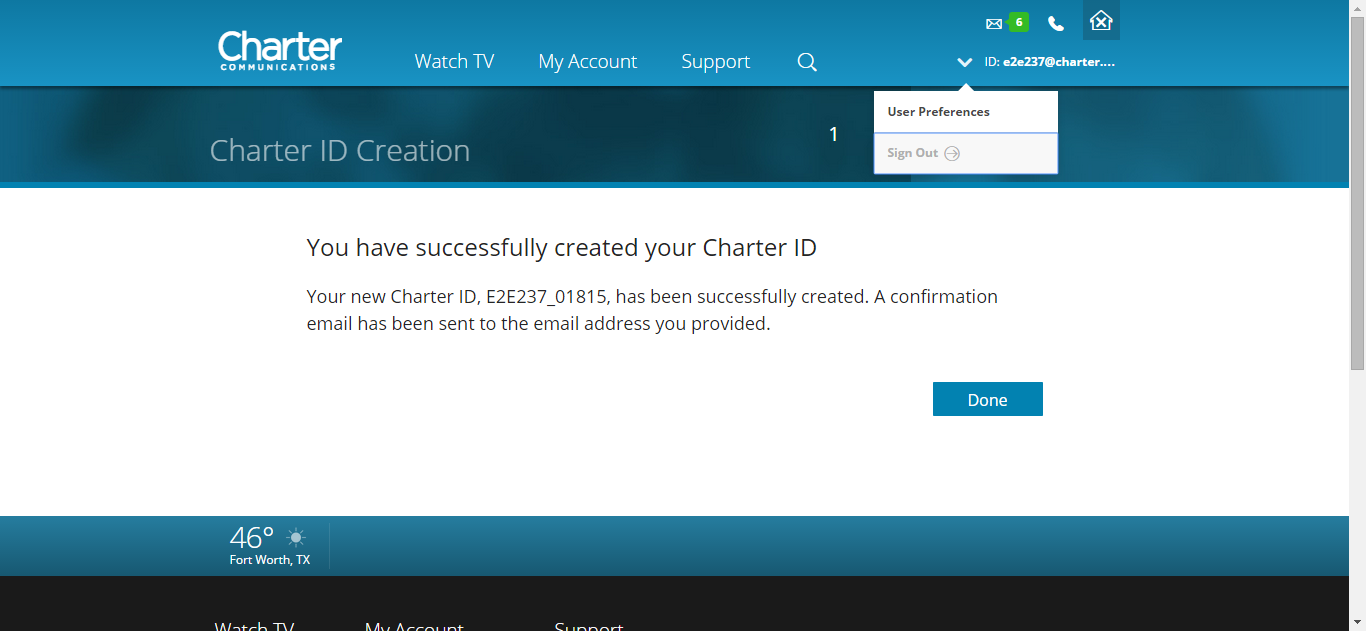 6
Charter
COMMUNICATIONS
Watch TV
My Account
Support
ID: e2e237@charter....
User Preferences
Sign Out
Charter ID Creation
1
You have successfully created your Charter ID
Your new Charter ID, E2E237_01815, has been successfully created. A confirmation
email has been sent to the email address you provided.
Done
46°
Fort Worth, TX
Watch TV
My Account
Support